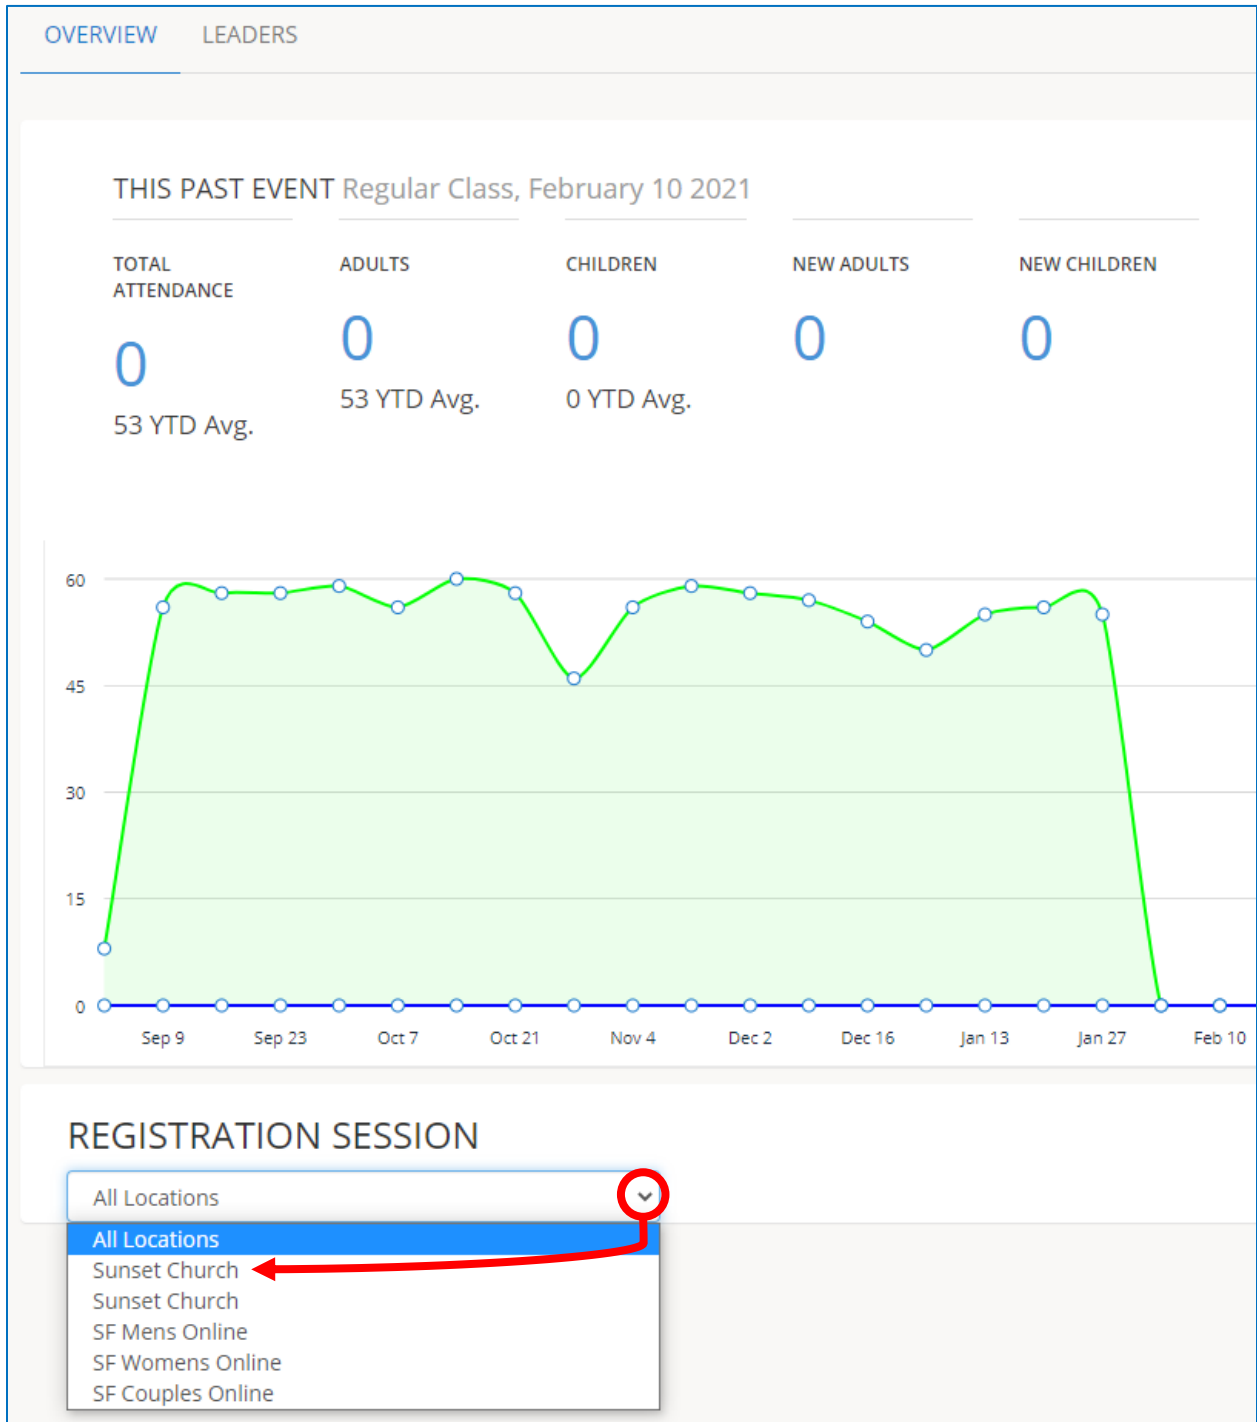 OVERVIEW LEADERS
THIS PAST EVENT Regular Class, February 10 2021
TOTAL ATTENDANCE
0
53 YTD Avg.
ADULTS
0
53 YTD Avg.
CHILDREN
0
0 YTD Avg.
NEW ADULTS
0
NEW CHILDREN
0
60
45
30
15
0
Sep 9 Sep 23 Oct 7 Oct 21 Nov 4 Dec 2 Dec 16 Jan 13 Jan 27 Feb 10
REGISTRATION SESSION
All Locations
All Locations
Sunset Church
Sunset Church
SF Mens Online
SF Womens Online
SF Couples Online